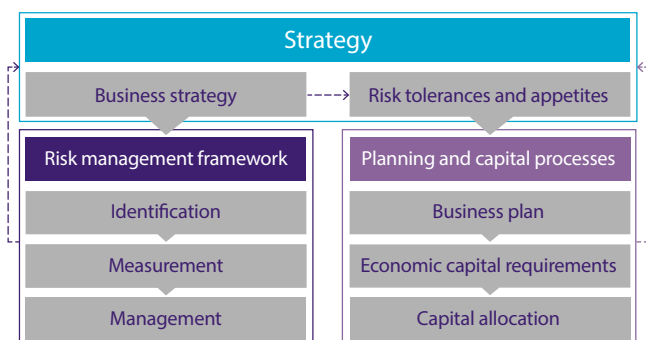 Strategy
Business strategy
Risk tolerances and appetites
Risk management framework
Identification
Measurement
Management
Planning and capital processes
Business plan
Economic capital requirements
Capital allocation